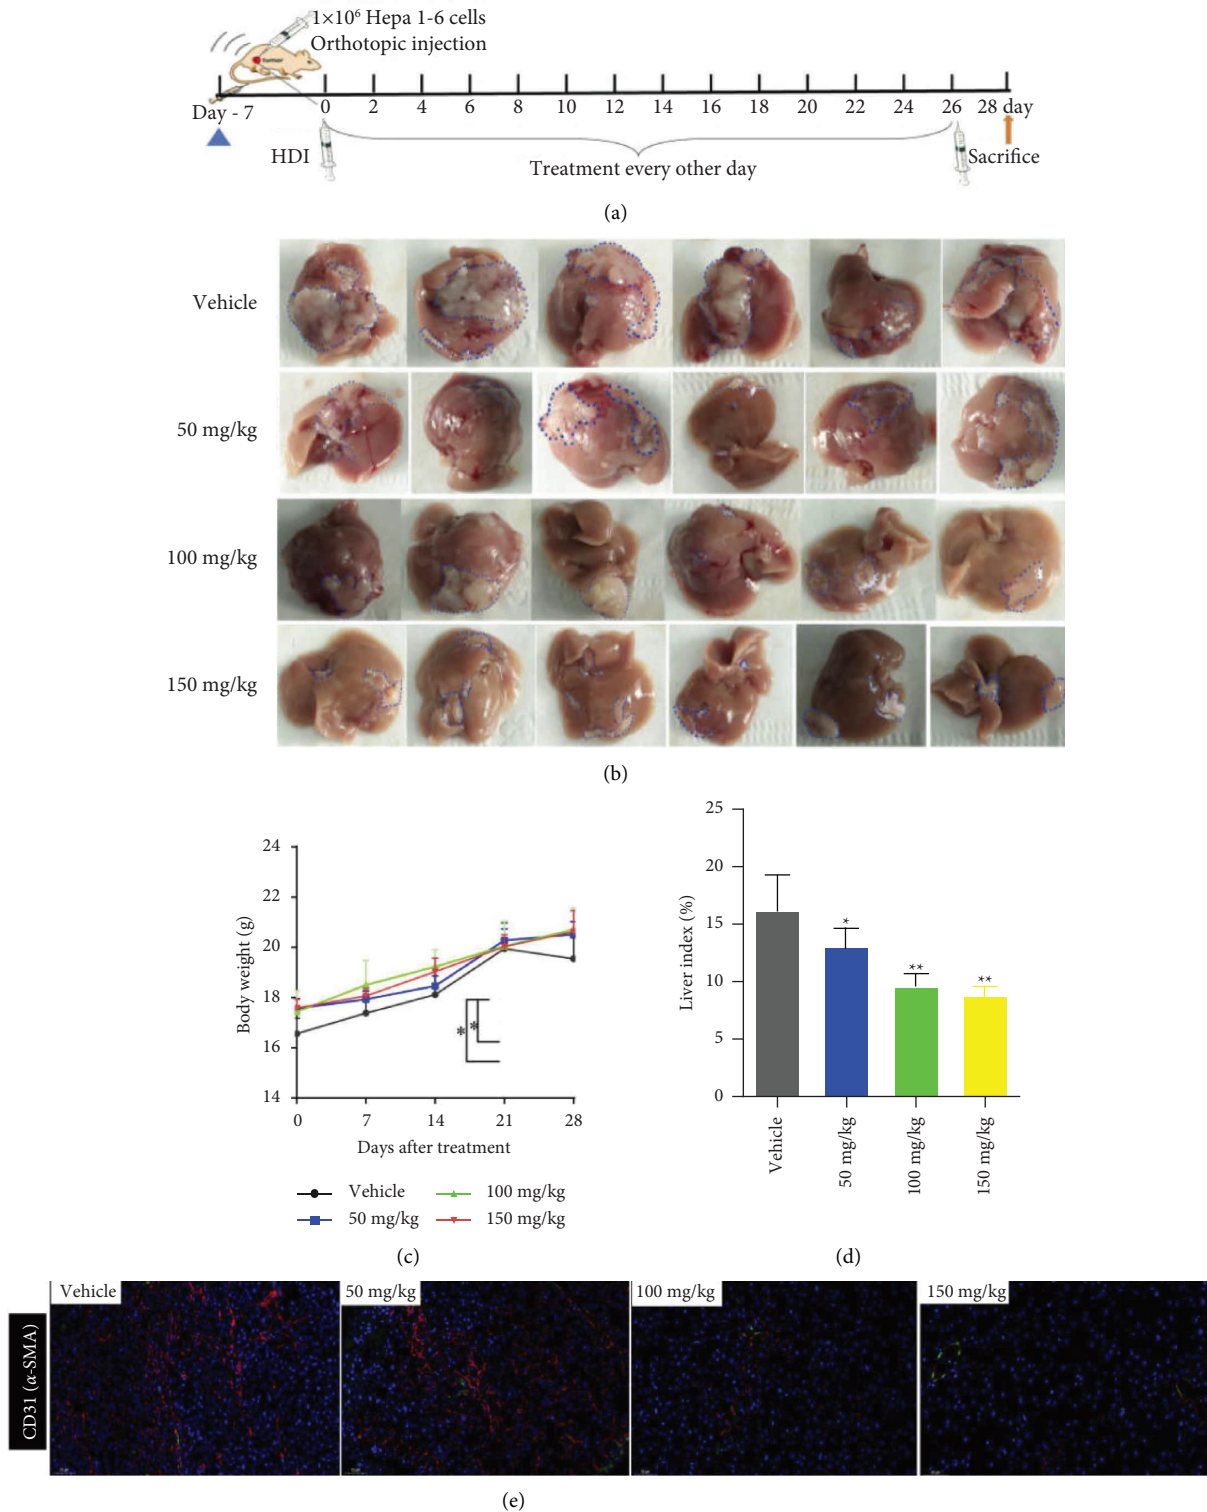 1×10⁶ Hepa 1-6 cells
Orthotopic injection
tumor
Day - 7 0 2 4 6 8 10 12 14 16 18 20 22 24 26 28 day
HDI
Treatment every other day
Sacrifice
(a)
Vehicle
50 mg/kg
100 mg/kg
150 mg/kg
(b)
24
22
20
18
16
14
Body weight (g)
* *
0 7 14 21 28
Days after treatment
Vehicle 100 mg/kg
50 mg/kg 150 mg/kg
(c)
25
20
15
10
5
0
Liver index (%)
*
**
**
Vehicle
50 mg/kg
100 mg/kg
150 mg/kg
(d)
Vehicle 50 mg/kg 100 mg/kg 150 mg/kg
CD31 (α-SMA)
(e)